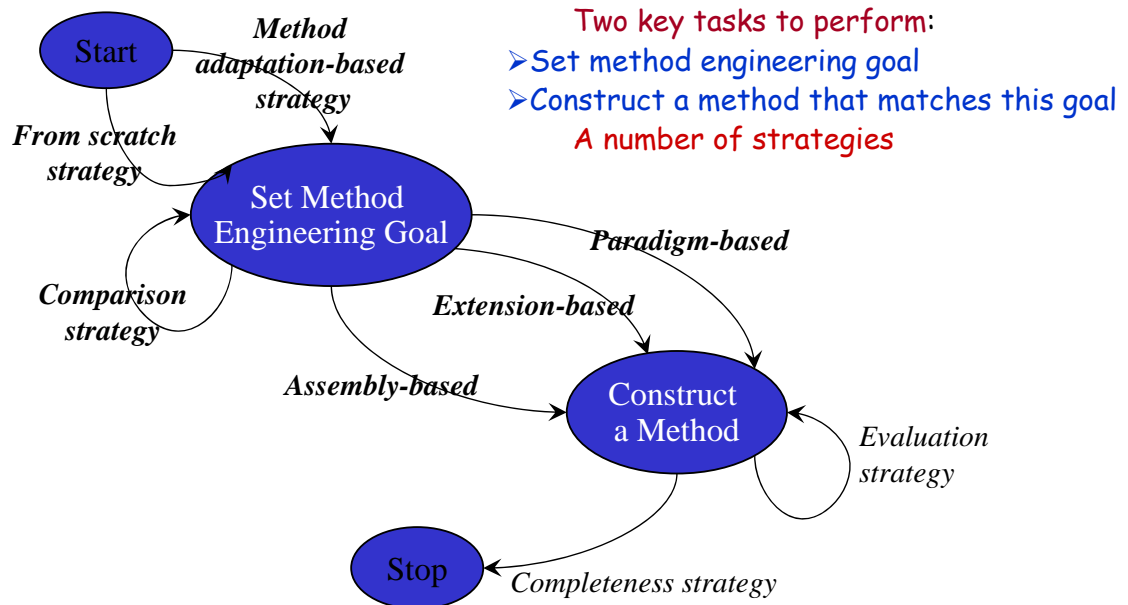 Start
Method
adaptation-based
strategy
Two key tasks to perform:
➢Set method engineering goal
➢Construct a method that matches this goal
A number of strategies
From scratch
strategy
Set Method
Engineering Goal
Paradigm-based
Comparison
strategy
Extension-based
Assembly-based
Construct
a Method
Evaluation
strategy
Stop
Completeness strategy